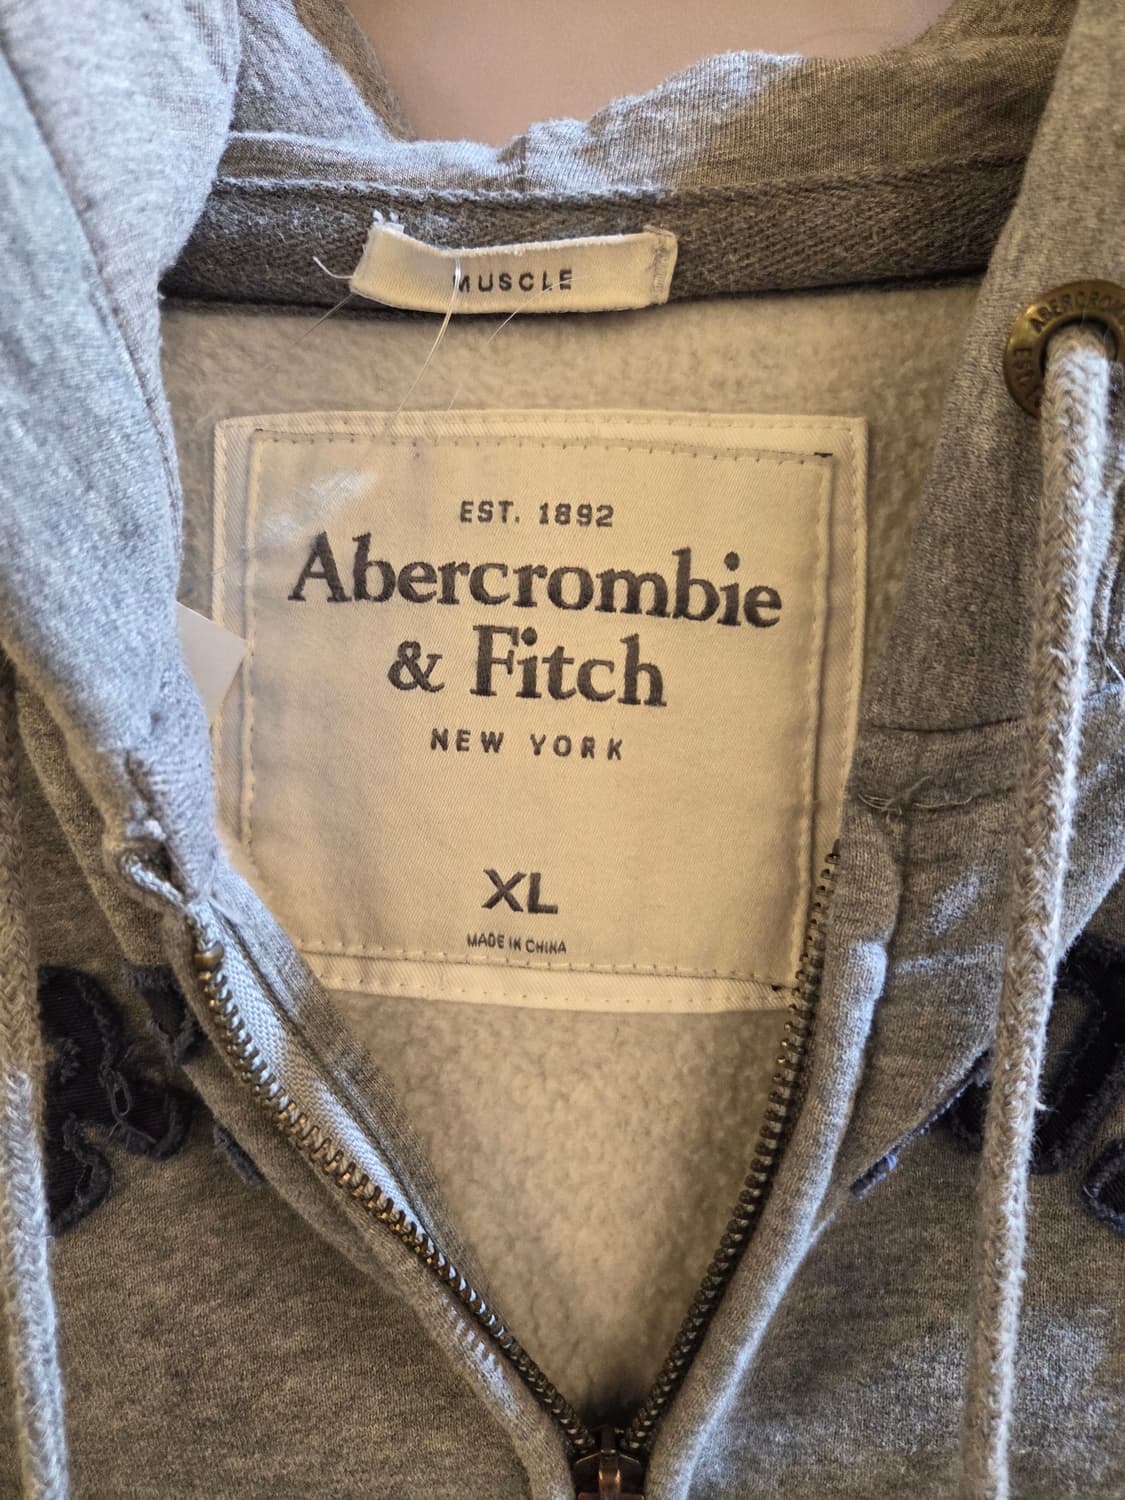 MUSCLE
EST. 1892
Abercrombie
& Fitch
NEW YORK
XL
MADE IN CHINA